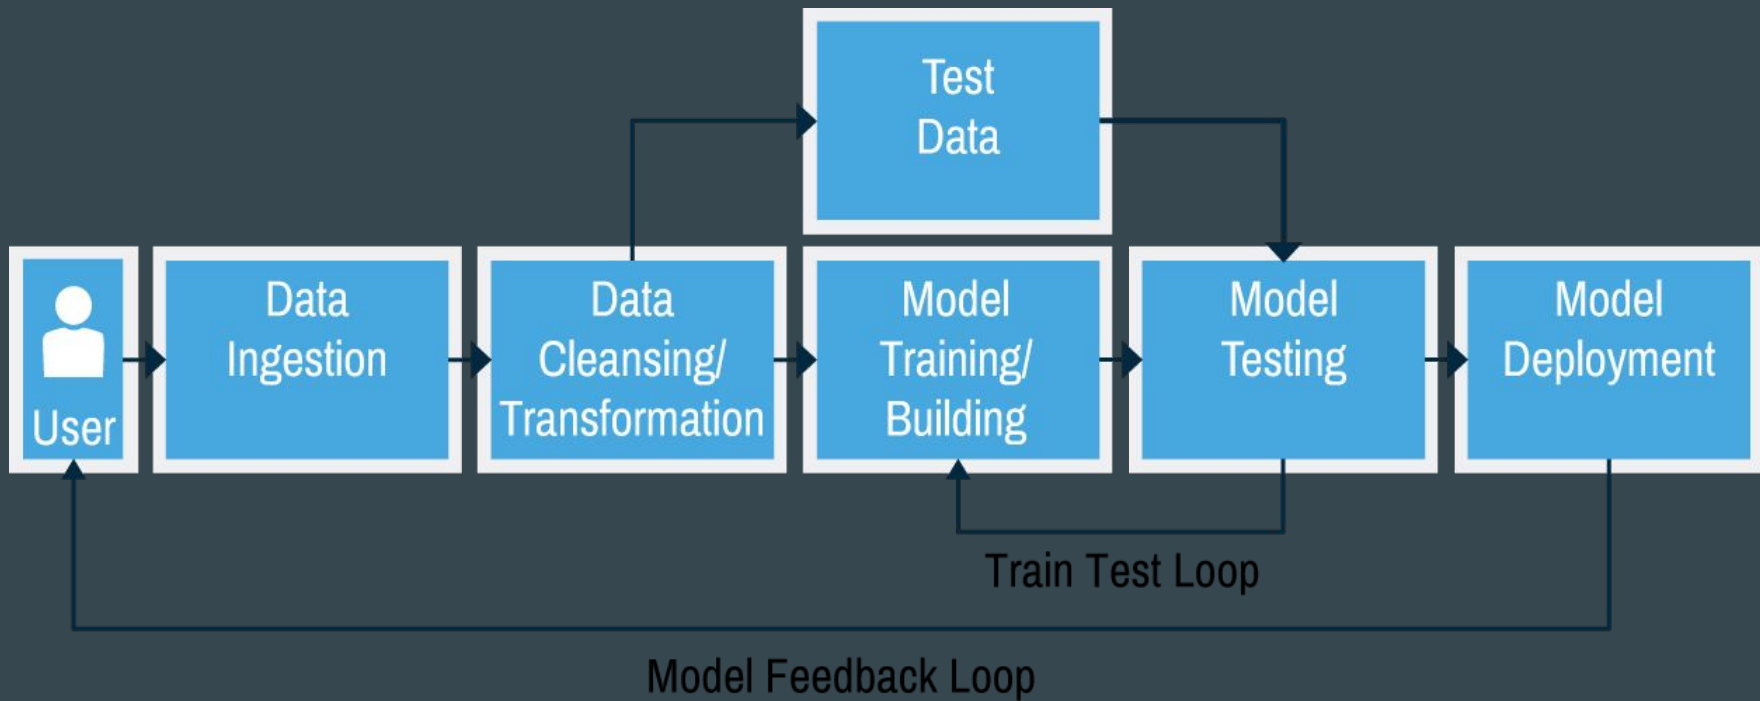 Test
Data
User
Data
Ingestion
Data
Cleansing/
Transformation
Model
Training/
Building
Model
Testing
Model
Deployment
Train Test Loop
Model Feedback Loop